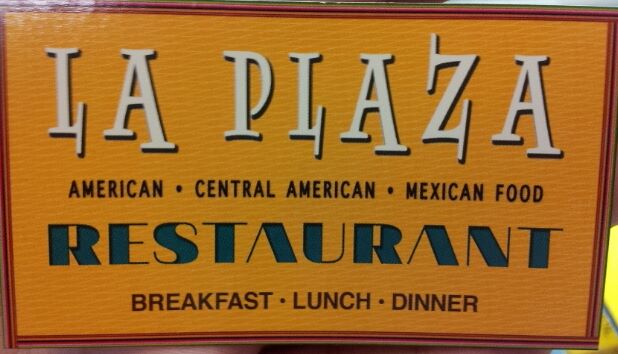 LA PLAZA
AMERICAN • CENTRAL AMERICAN • MEXICAN FOOD
RESTAURANT
BREAKFAST • LUNCH • DINNER